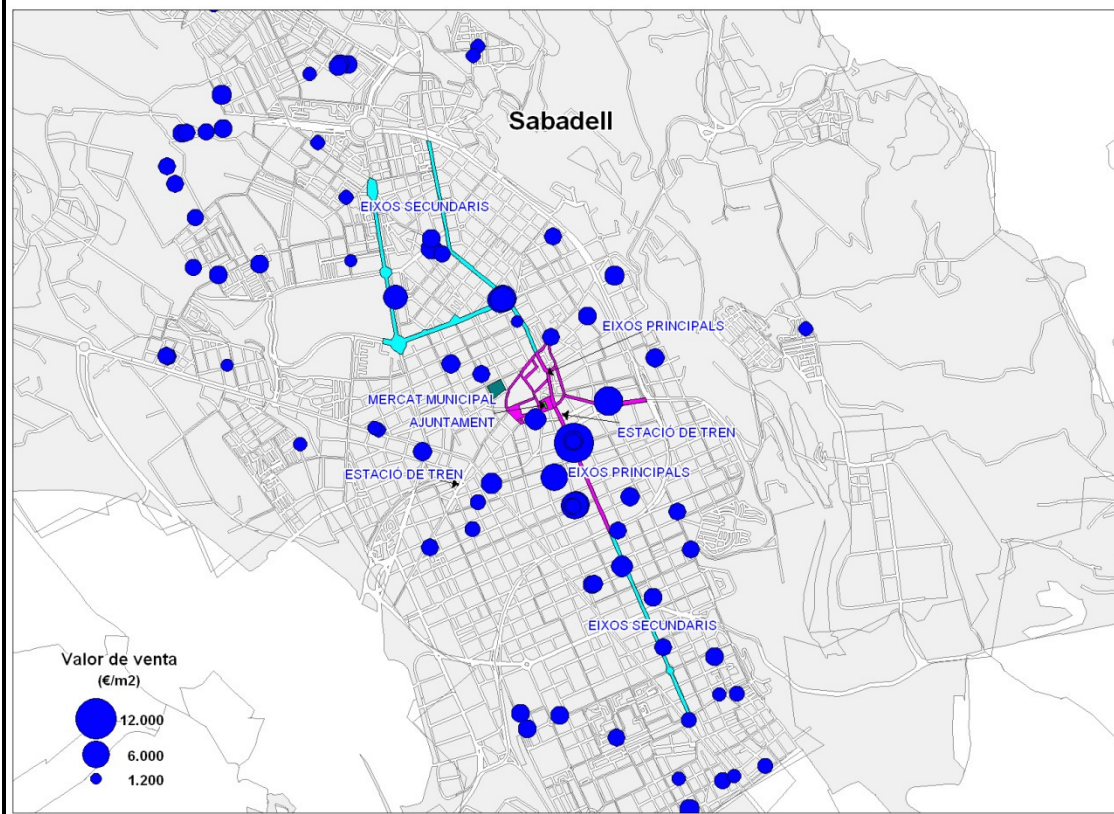 Sabadell
EIXOS SECUNDARIS
EIXOS PRINCIPALS
MERCAT MUNICIPAL
AJUNTAMENT
ESTACIÓ DE TREN
ESTACIÓ DE TREN
EIXOS PRINCIPALS
EIXOS SECUNDARIS
Valor de venta
(€/m2)
12.000
6.000
1.200